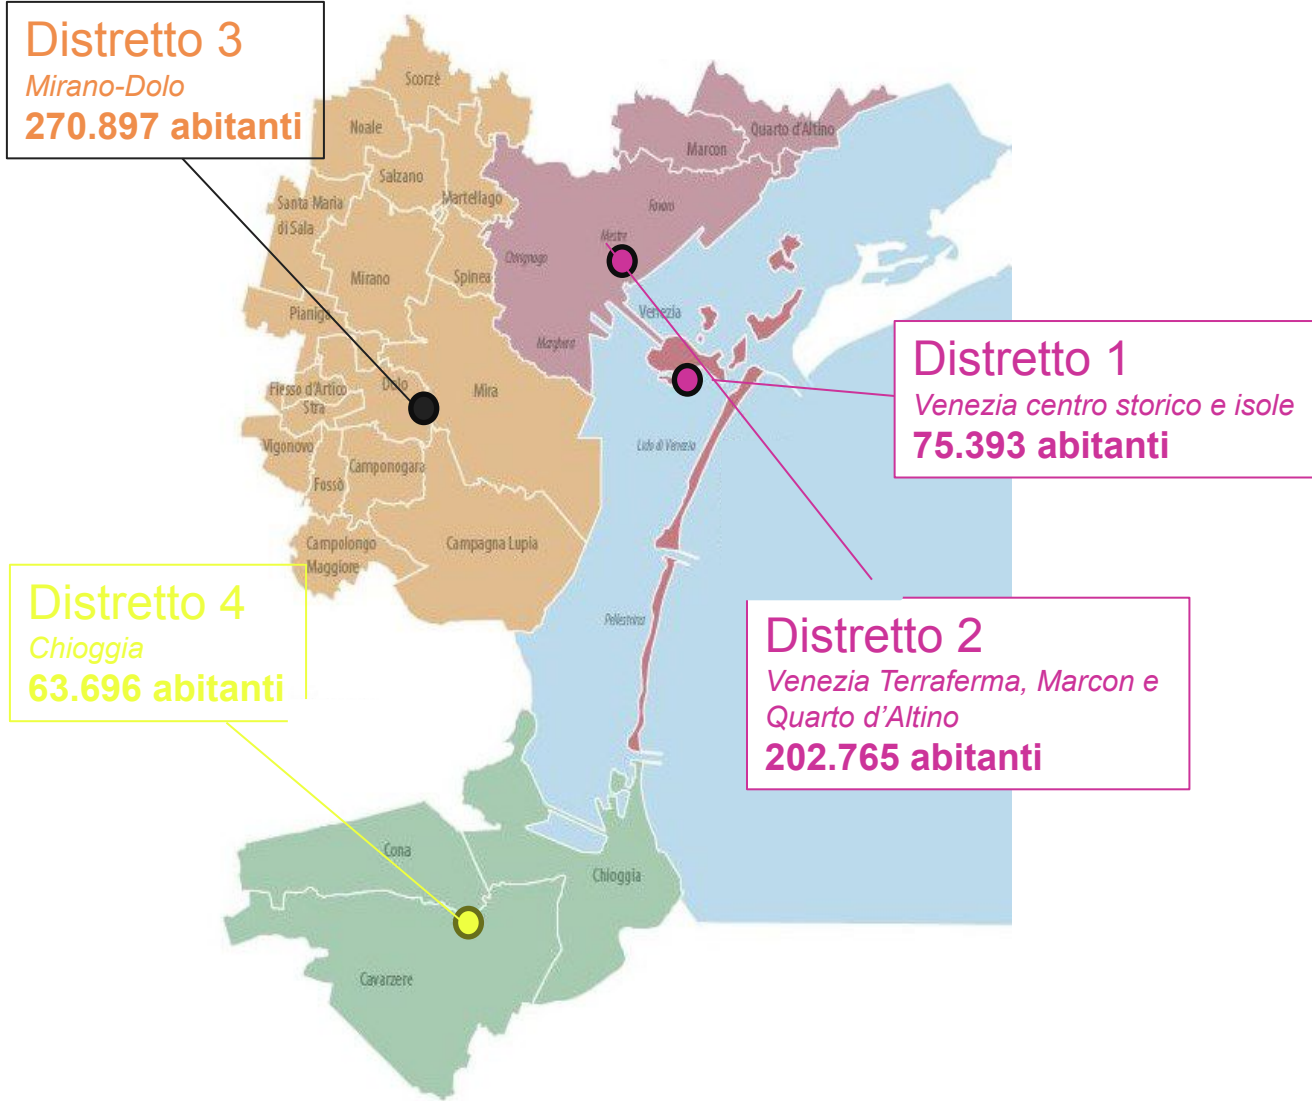 Distretto 3
Mirano-Dolo
270.897 abitanti
Scorzè
Noale
Quarto d'Altino
Marcon
Salzano
Martellago
Santa Maria
di Sala
Favaro
Mestre
Chirignago
Mirano
Spinea
Pianiga
Venezia
Marghera
Distretto 1
Venezia centro storico e isole
75.393 abitanti
Dolo
Mira
Fiesso d'Artico
Stra
Vigonovo
Lido di Venezia
Camponogara
Fossò
Campolongo
Maggiore
Campagna Lupia
Distretto 4
Chioggia
63.696 abitanti
Pellestrina
Distretto 2
Venezia Terraferma, Marcon e
Quarto d’Altino
202.765 abitanti
Cona
Chioggia
Cavarzere